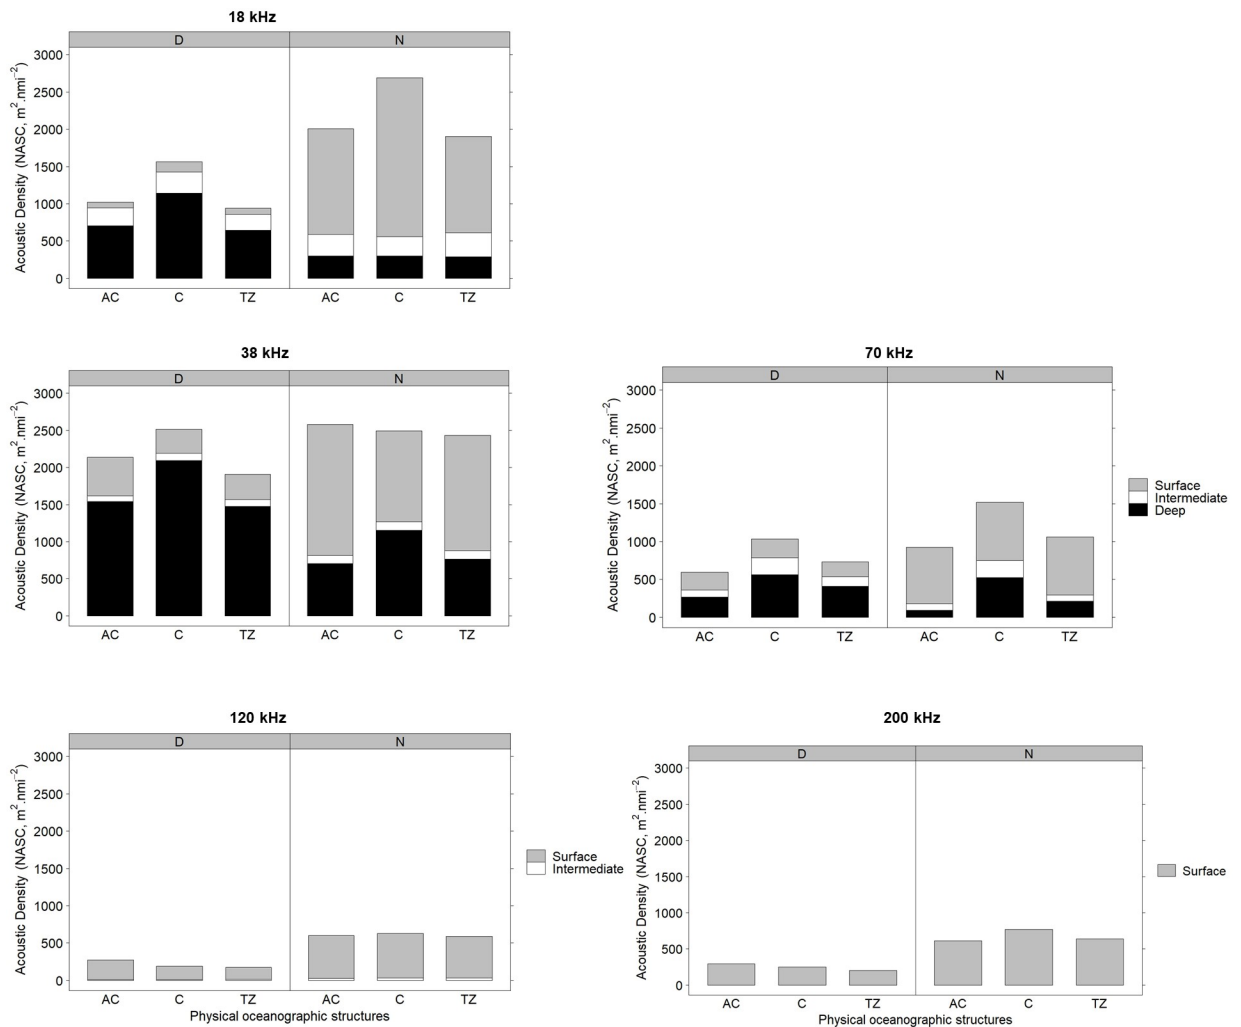 18 kHz
D N
Acoustic Density (NASC, m².nmi⁻²)
3000
2500
2000
1500
1000
500
0
AC C TZ AC C TZ
38 kHz
D N
Acoustic Density (NASC, m².nmi⁻²)
3000
2500
2000
1500
1000
500
0
AC C TZ AC C TZ
70 kHz
D N
Acoustic Density (NASC, m².nmi⁻²)
3000
2500
2000
1500
1000
500
0
AC C TZ AC C TZ
Surface
Intermediate
Deep
120 kHz
D N
Acoustic Density (NASC, m².nmi⁻²)
3000
2500
2000
1500
1000
500
0
AC C TZ AC C TZ
Physical oceanographic structures
Surface
Intermediate
200 kHz
D N
Acoustic Density (NASC, m².nmi⁻²)
3000
2500
2000
1500
1000
500
0
AC C TZ AC C TZ
Physical oceanographic structures
Surface